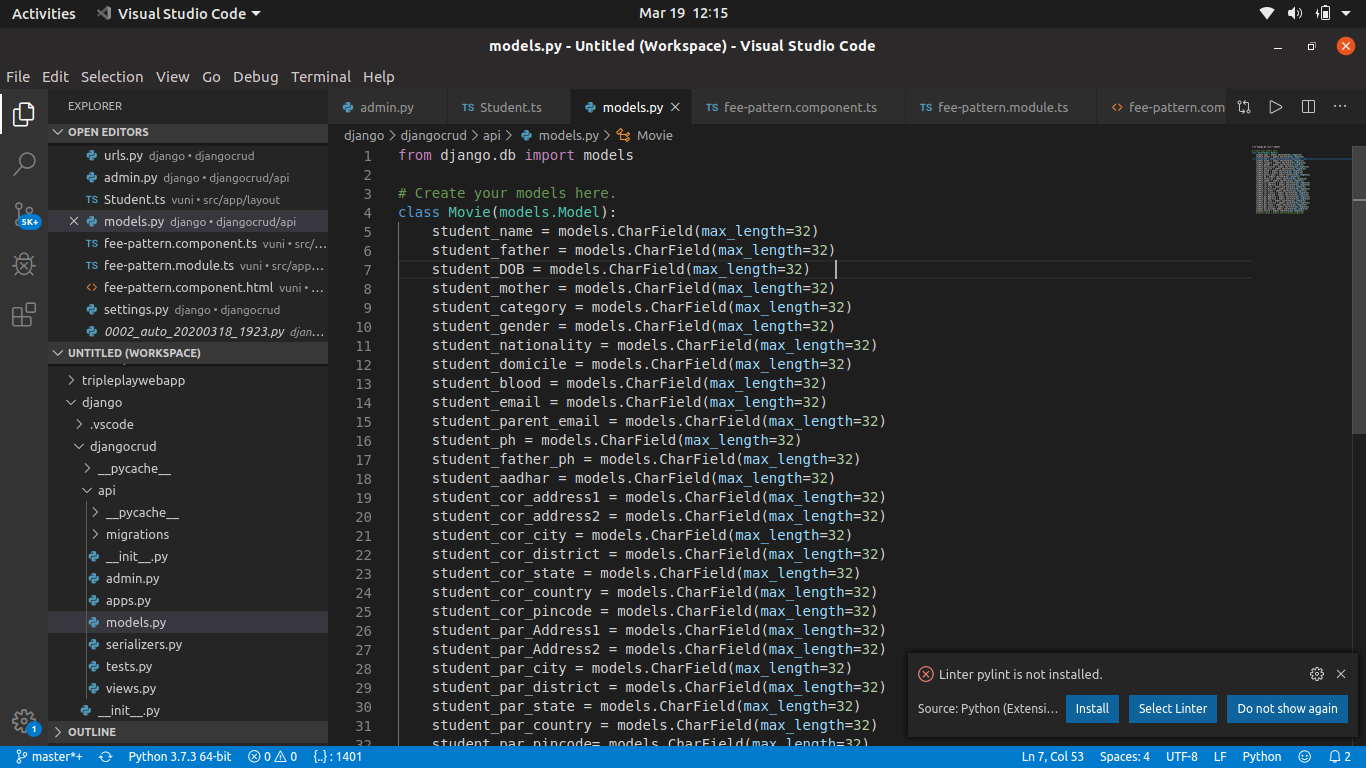 Activities Visual Studio Code Mar 19 12:15
models.py - Untitled (Workspace) - Visual Studio Code
File Edit Selection View Go Debug Terminal Help
EXPLORER
OPEN EDITORS
urls.py django • djangocrud
admin.py django • djangocrud/api
TS Student.ts vuni • src/app/layout
models.py django • djangocrud/api
TS fee-pattern.component.ts vuni • src/...
TS fee-pattern.module.ts vuni • src/app...
<> fee-pattern.component.html vuni • ...
settings.py django • djangocrud
0002_auto_20200318_1923.py djan...
UNTITLED (WORKSPACE)
tripleplaywebapp
django
.vscode
djangocrud
__pycache__
api
__pycache__
migrations
__init__.py
admin.py
apps.py
models.py
serializers.py
tests.py
views.py
__init__.py
OUTLINE
5K+
1
admin.py TS Student.ts models.py TS fee-pattern.component.ts TS fee-pattern.module.ts <> fee-pattern.com
django > djangocrud > api > models.py > Movie
1 from django.db import models
2
3 # Create your models here.
4 class Movie(models.Model):
5 student_name = models.CharField(max_length=32)
6 student_father = models.CharField(max_length=32)
7 student_DOB = models.CharField(max_length=32)
8 student_mother = models.CharField(max_length=32)
9 student_category = models.CharField(max_length=32)
10 student_gender = models.CharField(max_length=32)
11 student_nationality = models.CharField(max_length=32)
12 student_domicile = models.CharField(max_length=32)
13 student_blood = models.CharField(max_length=32)
14 student_email = models.CharField(max_length=32)
15 student_parent_email = models.CharField(max_length=32)
16 student_ph = models.CharField(max_length=32)
17 student_father_ph = models.CharField(max_length=32)
18 student_aadhar = models.CharField(max_length=32)
19 student_cor_address1 = models.CharField(max_length=32)
20 student_cor_address2 = models.CharField(max_length=32)
21 student_cor_city = models.CharField(max_length=32)
22 student_cor_district = models.CharField(max_length=32)
23 student_cor_state = models.CharField(max_length=32)
24 student_cor_country = models.CharField(max_length=32)
25 student_cor_pincode = models.CharField(max_length=32)
26 student_par_Address1 = models.CharField(max_length=32)
27 student_par_Address2 = models.CharField(max_length=32)
28 student_par_city = models.CharField(max_length=32)
29 student_par_district = models.CharField(max_length=32)
30 student_par_state = models.CharField(max_length=32)
31 student_par_country = models.CharField(max_length=32)
32 student_par_pincode= models.CharField(max_length=32)
Linter pylint is not installed.
Source: Python (Extensi... Install Select Linter Do not show again
master*+ Python 3.7.3 64-bit 0 0 {..} : 1401 Ln 7, Col 53 Spaces: 4 UTF-8 LF Python 2